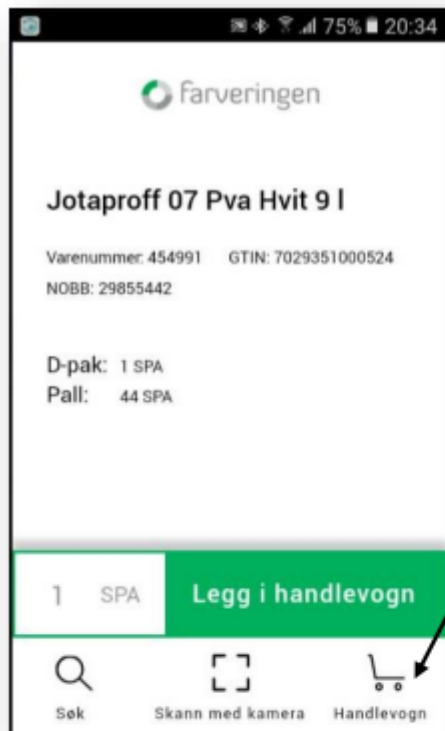 75% 20:34
farveringen
Jotaproff 07 Pva Hvit 9 l
Varenummer: 454991 GTIN: 7029351000524
NOBB: 29855442
D-pak: 1 SPA
Pall: 44 SPA
1 SPA Legg i handlevogn
Søk Skann med kamera Handlevogn